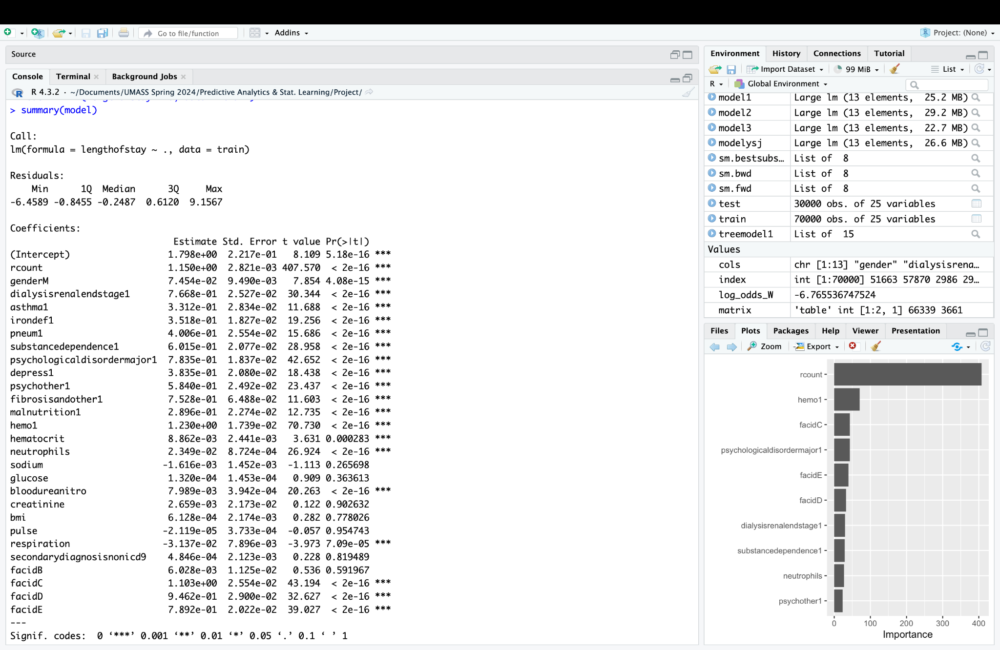 Go to file/function
Addins
Project: (None)
Source
Console Terminal Background Jobs
R 4.3.2 · ~/Documents/UMASS Spring 2024/Predictive Analytics & Stat. Learning/Project/
> summary(model)
Call:
lm(formula = lengthofstay ~ ., data = train)
Residuals:
Min 1Q Median 3Q Max
-6.4589 -0.8455 -0.2487 0.6120 9.1567
Coefficients:
Estimate Std. Error t value Pr(>|t|)
(Intercept) 1.798e+00 2.217e-01 8.109 5.18e-16 ***
rcount 1.150e+00 2.821e-03 407.570 < 2e-16 ***
genderM 7.454e-02 9.490e-03 7.854 4.08e-15 ***
dialysisrenalendstage1 7.668e-01 2.527e-02 30.344 < 2e-16 ***
asthma1 3.312e-01 2.834e-02 11.688 < 2e-16 ***
irondef1 3.518e-01 1.827e-02 19.256 < 2e-16 ***
pneum1 4.006e-01 2.554e-02 15.686 < 2e-16 ***
substancedependence1 6.015e-01 2.077e-02 28.958 < 2e-16 ***
psychologicaldisordermajor1 7.835e-01 1.837e-02 42.652 < 2e-16 ***
depress1 3.835e-01 2.080e-02 18.438 < 2e-16 ***
psychother1 5.840e-01 2.492e-02 23.437 < 2e-16 ***
fibrosisandother1 7.528e-01 6.488e-02 11.603 < 2e-16 ***
malnutrition1 2.896e-01 2.274e-02 12.735 < 2e-16 ***
hemo1 1.230e+00 1.739e-02 70.730 < 2e-16 ***
hematocrit 8.862e-03 2.441e-03 3.631 0.000283 ***
neutrophils 2.349e-02 8.724e-04 26.924 < 2e-16 ***
sodium -1.616e-03 1.452e-03 -1.113 0.265698
glucose 1.320e-04 1.453e-04 0.909 0.363613
bloodureanitro 7.989e-03 3.942e-04 20.263 < 2e-16 ***
creatinine 2.659e-03 2.173e-02 0.122 0.902632
bmi 6.128e-04 2.174e-03 0.282 0.778026
pulse -2.119e-05 3.733e-04 -0.057 0.954743
respiration -3.137e-02 7.896e-03 -3.973 7.09e-05 ***
secondarydiagnosisnonicd9 4.846e-04 2.123e-03 0.228 0.819489
facidB 6.028e-03 1.125e-02 0.536 0.591967
facidC 1.103e+00 2.554e-02 43.194 < 2e-16 ***
facidD 9.462e-01 2.900e-02 32.627 < 2e-16 ***
facidE 7.892e-01 2.022e-02 39.027 < 2e-16 ***
---
Signif. codes: 0 ‘***’ 0.001 ‘**’ 0.01 ‘*’ 0.05 ‘.’ 0.1 ‘ ’ 1
Environment History Connections Tutorial
Import Dataset 99 MiB List
R Global Environment
model1 Large lm (13 elements, 25.2 MB)
model2 Large lm (13 elements, 29.2 MB)
model3 Large lm (13 elements, 22.7 MB)
modelysj Large lm (13 elements, 26.6 MB)
sm.bestsubs… List of 8
sm.bwd List of 8
sm.fwd List of 8
test 30000 obs. of 25 variables
train 70000 obs. of 25 variables
treemodel1 List of 15
Values
cols chr [1:13] "gender" "dialysisrena…
index int [1:70000] 51663 57870 2986 29…
log_odds_W -6.765536747524
matrix 'table' int [1:2, 1] 66339 3661
Files Plots Packages Help Viewer Presentation
Zoom Export
rcount
hemo1
facidC
psychologicaldisordermajor1
facidE
facidD
dialysisrenalendstage1
substancedependence1
neutrophils
psychother1
0 100 200 300 400
Importance